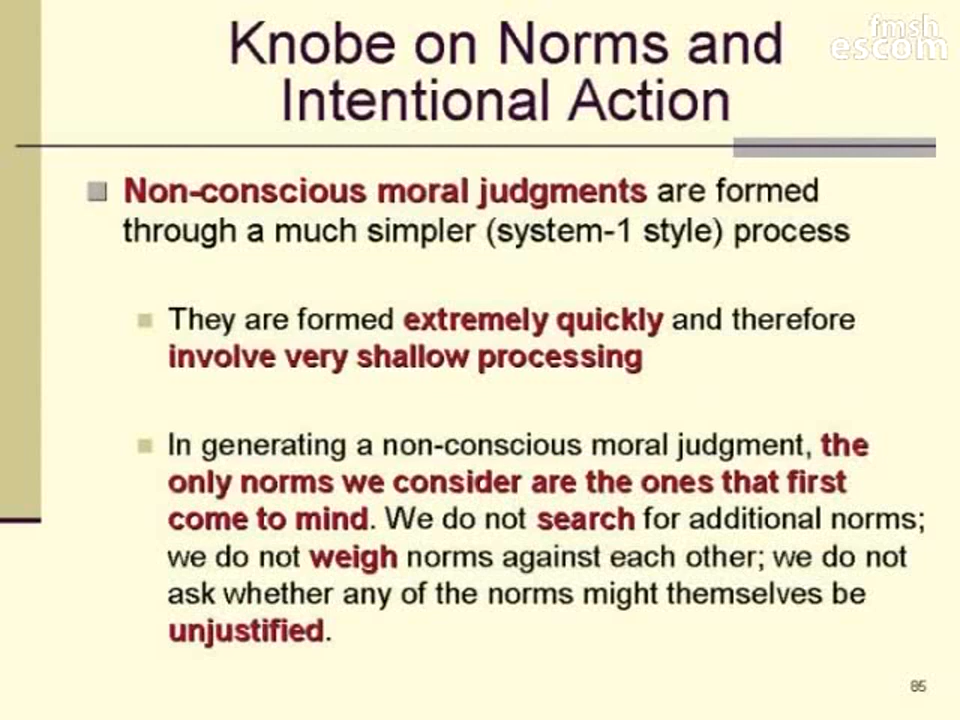 Knobe on Norms and
Intentional Action
fmsh
escom
Non-conscious moral judgments are formed
through a much simpler (system-1 style) process
They are formed extremely quickly and therefore
involve very shallow processing
In generating a non-conscious moral judgment, the
only norms we consider are the ones that first
come to mind. We do not search for additional norms;
we do not weigh norms against each other; we do not
ask whether any of the norms might themselves be
unjustified.
85